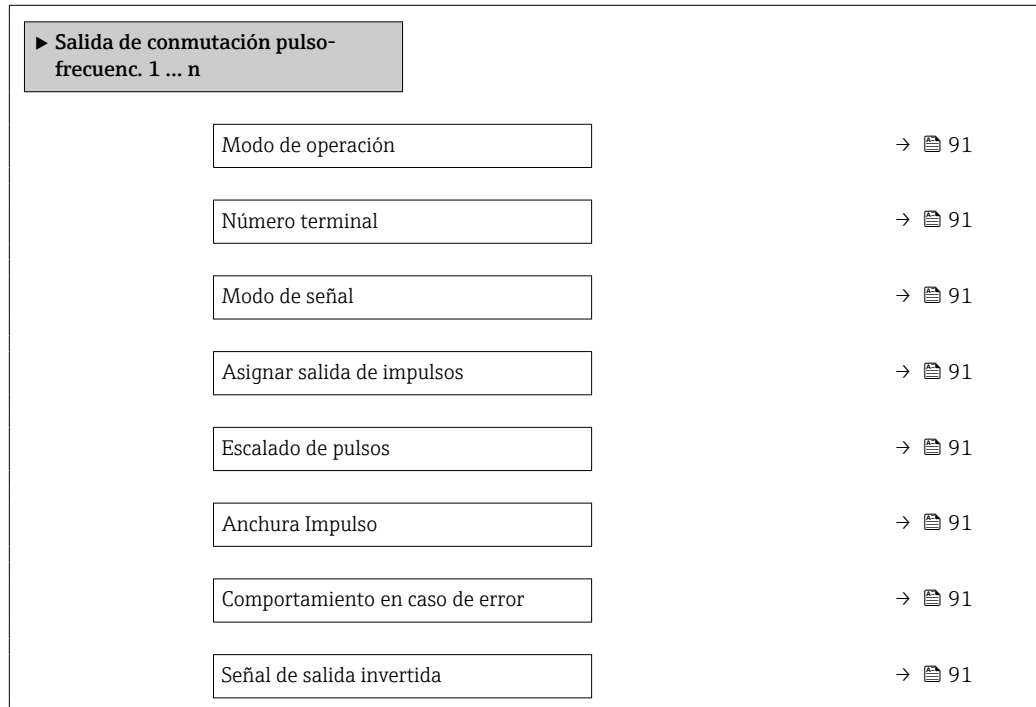 ▶ Salida de conmutación pulso-
frecuenc. 1 ... n
Modo de operación → 91
Número terminal → 91
Modo de señal → 91
Asignar salida de impulsos → 91
Escalado de pulsos → 91
Anchura Impulso → 91
Comportamiento en caso de error → 91
Señal de salida invertida → 91